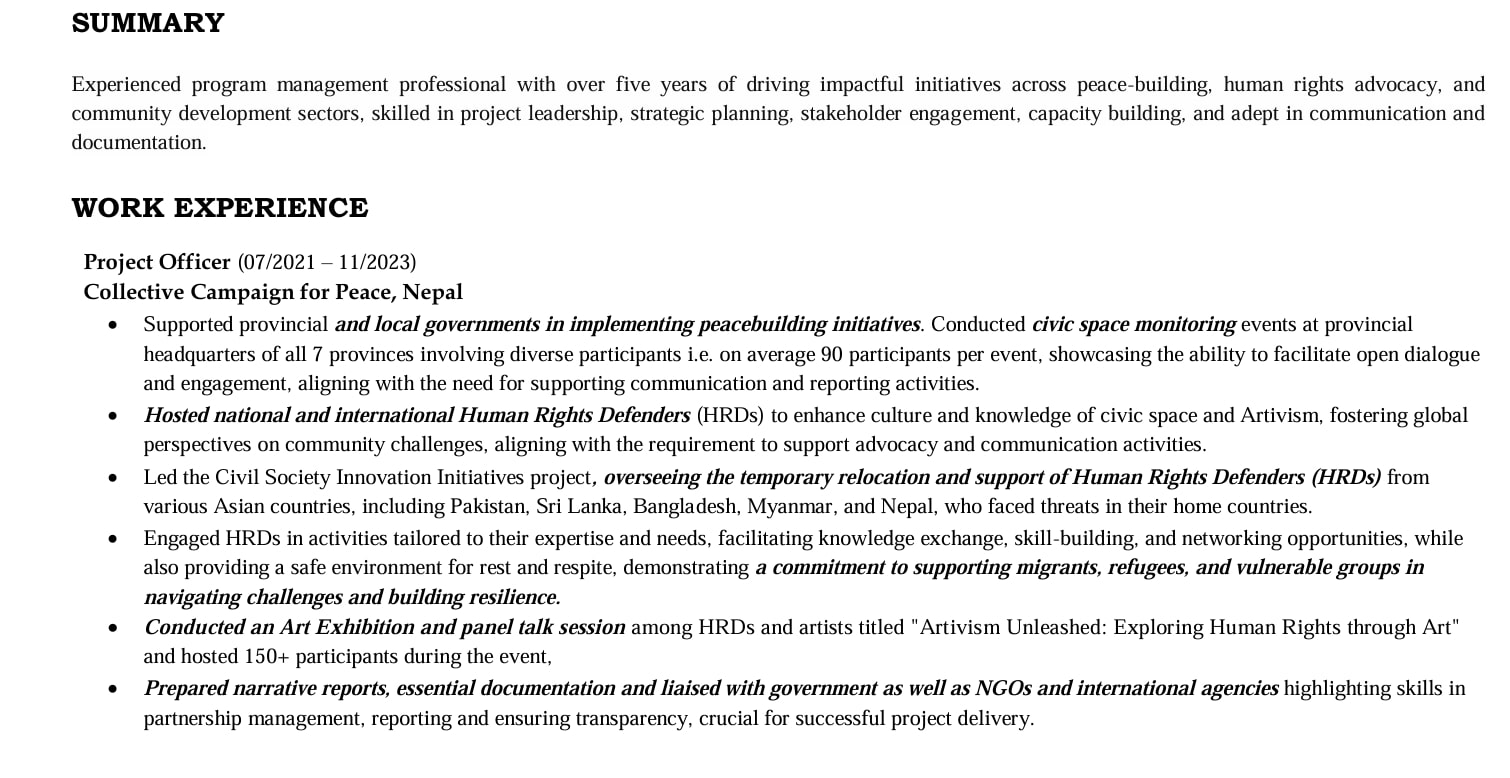 SUMMARY
Experienced program management professional with over five years of driving impactful initiatives across peace-building, human rights advocacy, and
community development sectors, skilled in project leadership, strategic planning, stakeholder engagement, capacity building, and adept in communication and
documentation.
WORK EXPERIENCE
Project Officer (07/2021 – 11/2023)
Collective Campaign for Peace, Nepal
• Supported provincial and local governments in implementing peacebuilding initiatives. Conducted civic space monitoring events at provincial
headquarters of all 7 provinces involving diverse participants i.e. on average 90 participants per event, showcasing the ability to facilitate open dialogue
and engagement, aligning with the need for supporting communication and reporting activities.
• Hosted national and international Human Rights Defenders (HRDs) to enhance culture and knowledge of civic space and Artivism, fostering global
perspectives on community challenges, aligning with the requirement to support advocacy and communication activities.
• Led the Civil Society Innovation Initiatives project, overseeing the temporary relocation and support of Human Rights Defenders (HRDs) from
various Asian countries, including Pakistan, Sri Lanka, Bangladesh, Myanmar, and Nepal, who faced threats in their home countries.
• Engaged HRDs in activities tailored to their expertise and needs, facilitating knowledge exchange, skill-building, and networking opportunities, while
also providing a safe environment for rest and respite, demonstrating a commitment to supporting migrants, refugees, and vulnerable groups in
navigating challenges and building resilience.
• Conducted an Art Exhibition and panel talk session among HRDs and artists titled "Artivism Unleashed: Exploring Human Rights through Art"
and hosted 150+ participants during the event,
• Prepared narrative reports, essential documentation and liaised with government as well as NGOs and international agencies highlighting skills in
partnership management, reporting and ensuring transparency, crucial for successful project delivery.